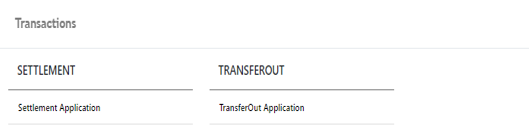 Transactions
SETTLEMENT TRANSFEROUT
Settlement Application TransferOut Application